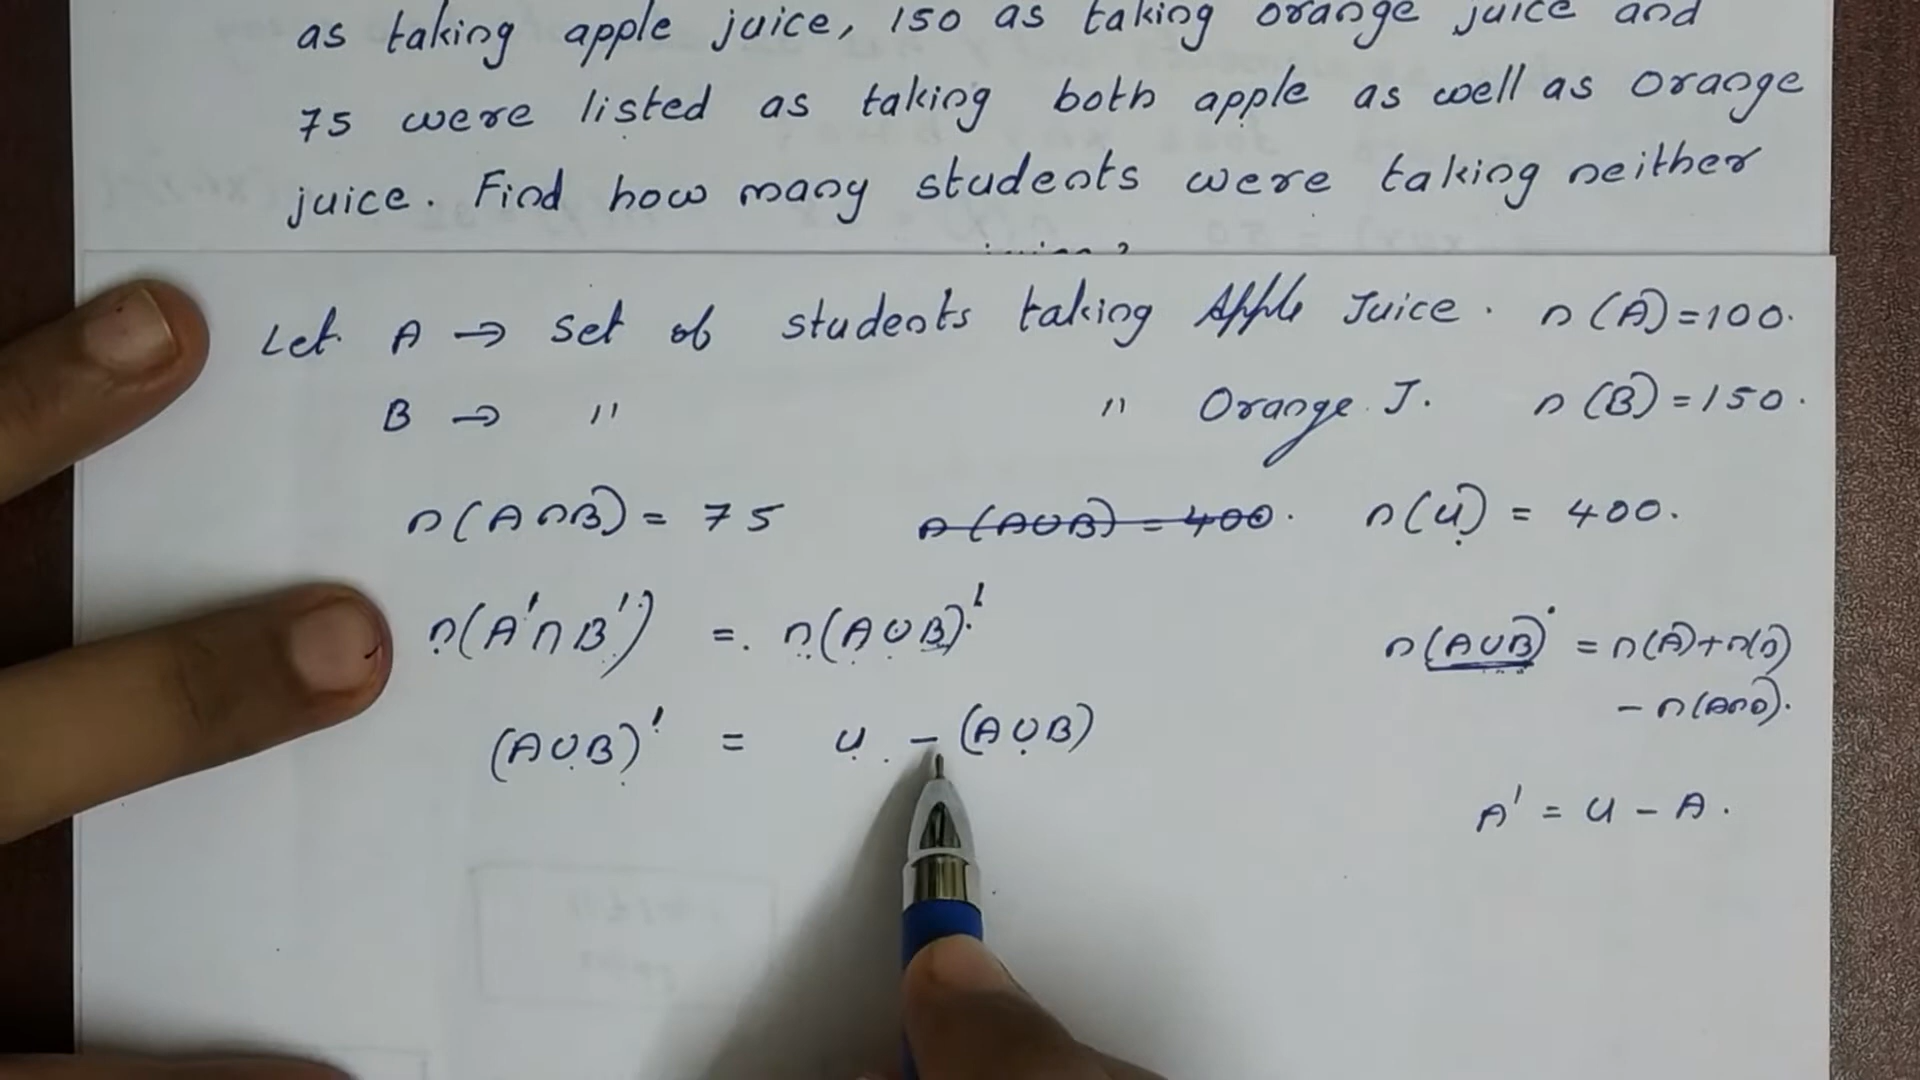 as taking apple juice, 150 as taking orange juice and
75 were listed as taking both apple as well as orange
juice. Find how many students were taking neither
Let A → set of students taking Apple Juice. n(A)=100.
B → " " Orange J. n(B)=150.
n(A∩B) = 75 n(A∪B) = 400. n(U) = 400.
n(A'∩B') = n(A∪B)'
n(A∪B) = n(A)+n(B)
- n(A∩B).
(A∪B)' = U - (A∪B)
A' = U - A.